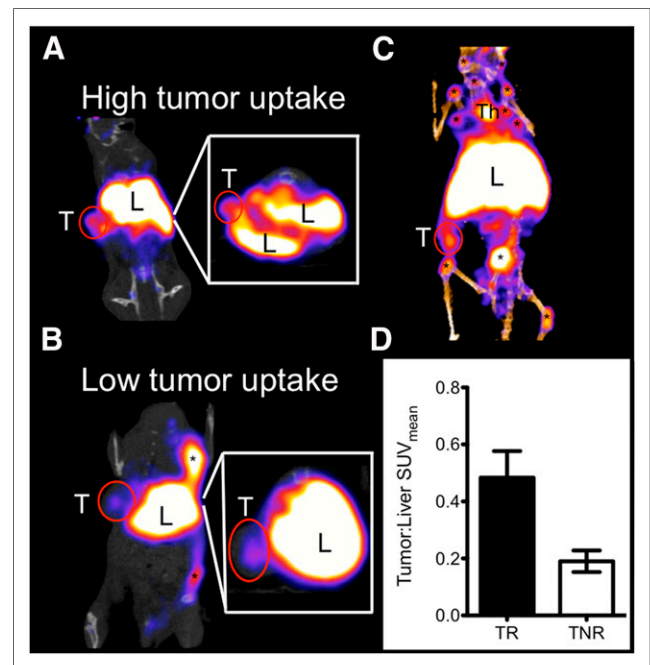 A
High tumor uptake
T
L
T
L
L
B
Low tumor uptake
*
T
L
*
T
L
C
*
*
*
*
*
Th
*
*
*
*
L
T
*
*
*
D
Tumor:Liver SUVmean
0.8
0.6
0.4
0.2
0.0
TR
TNR